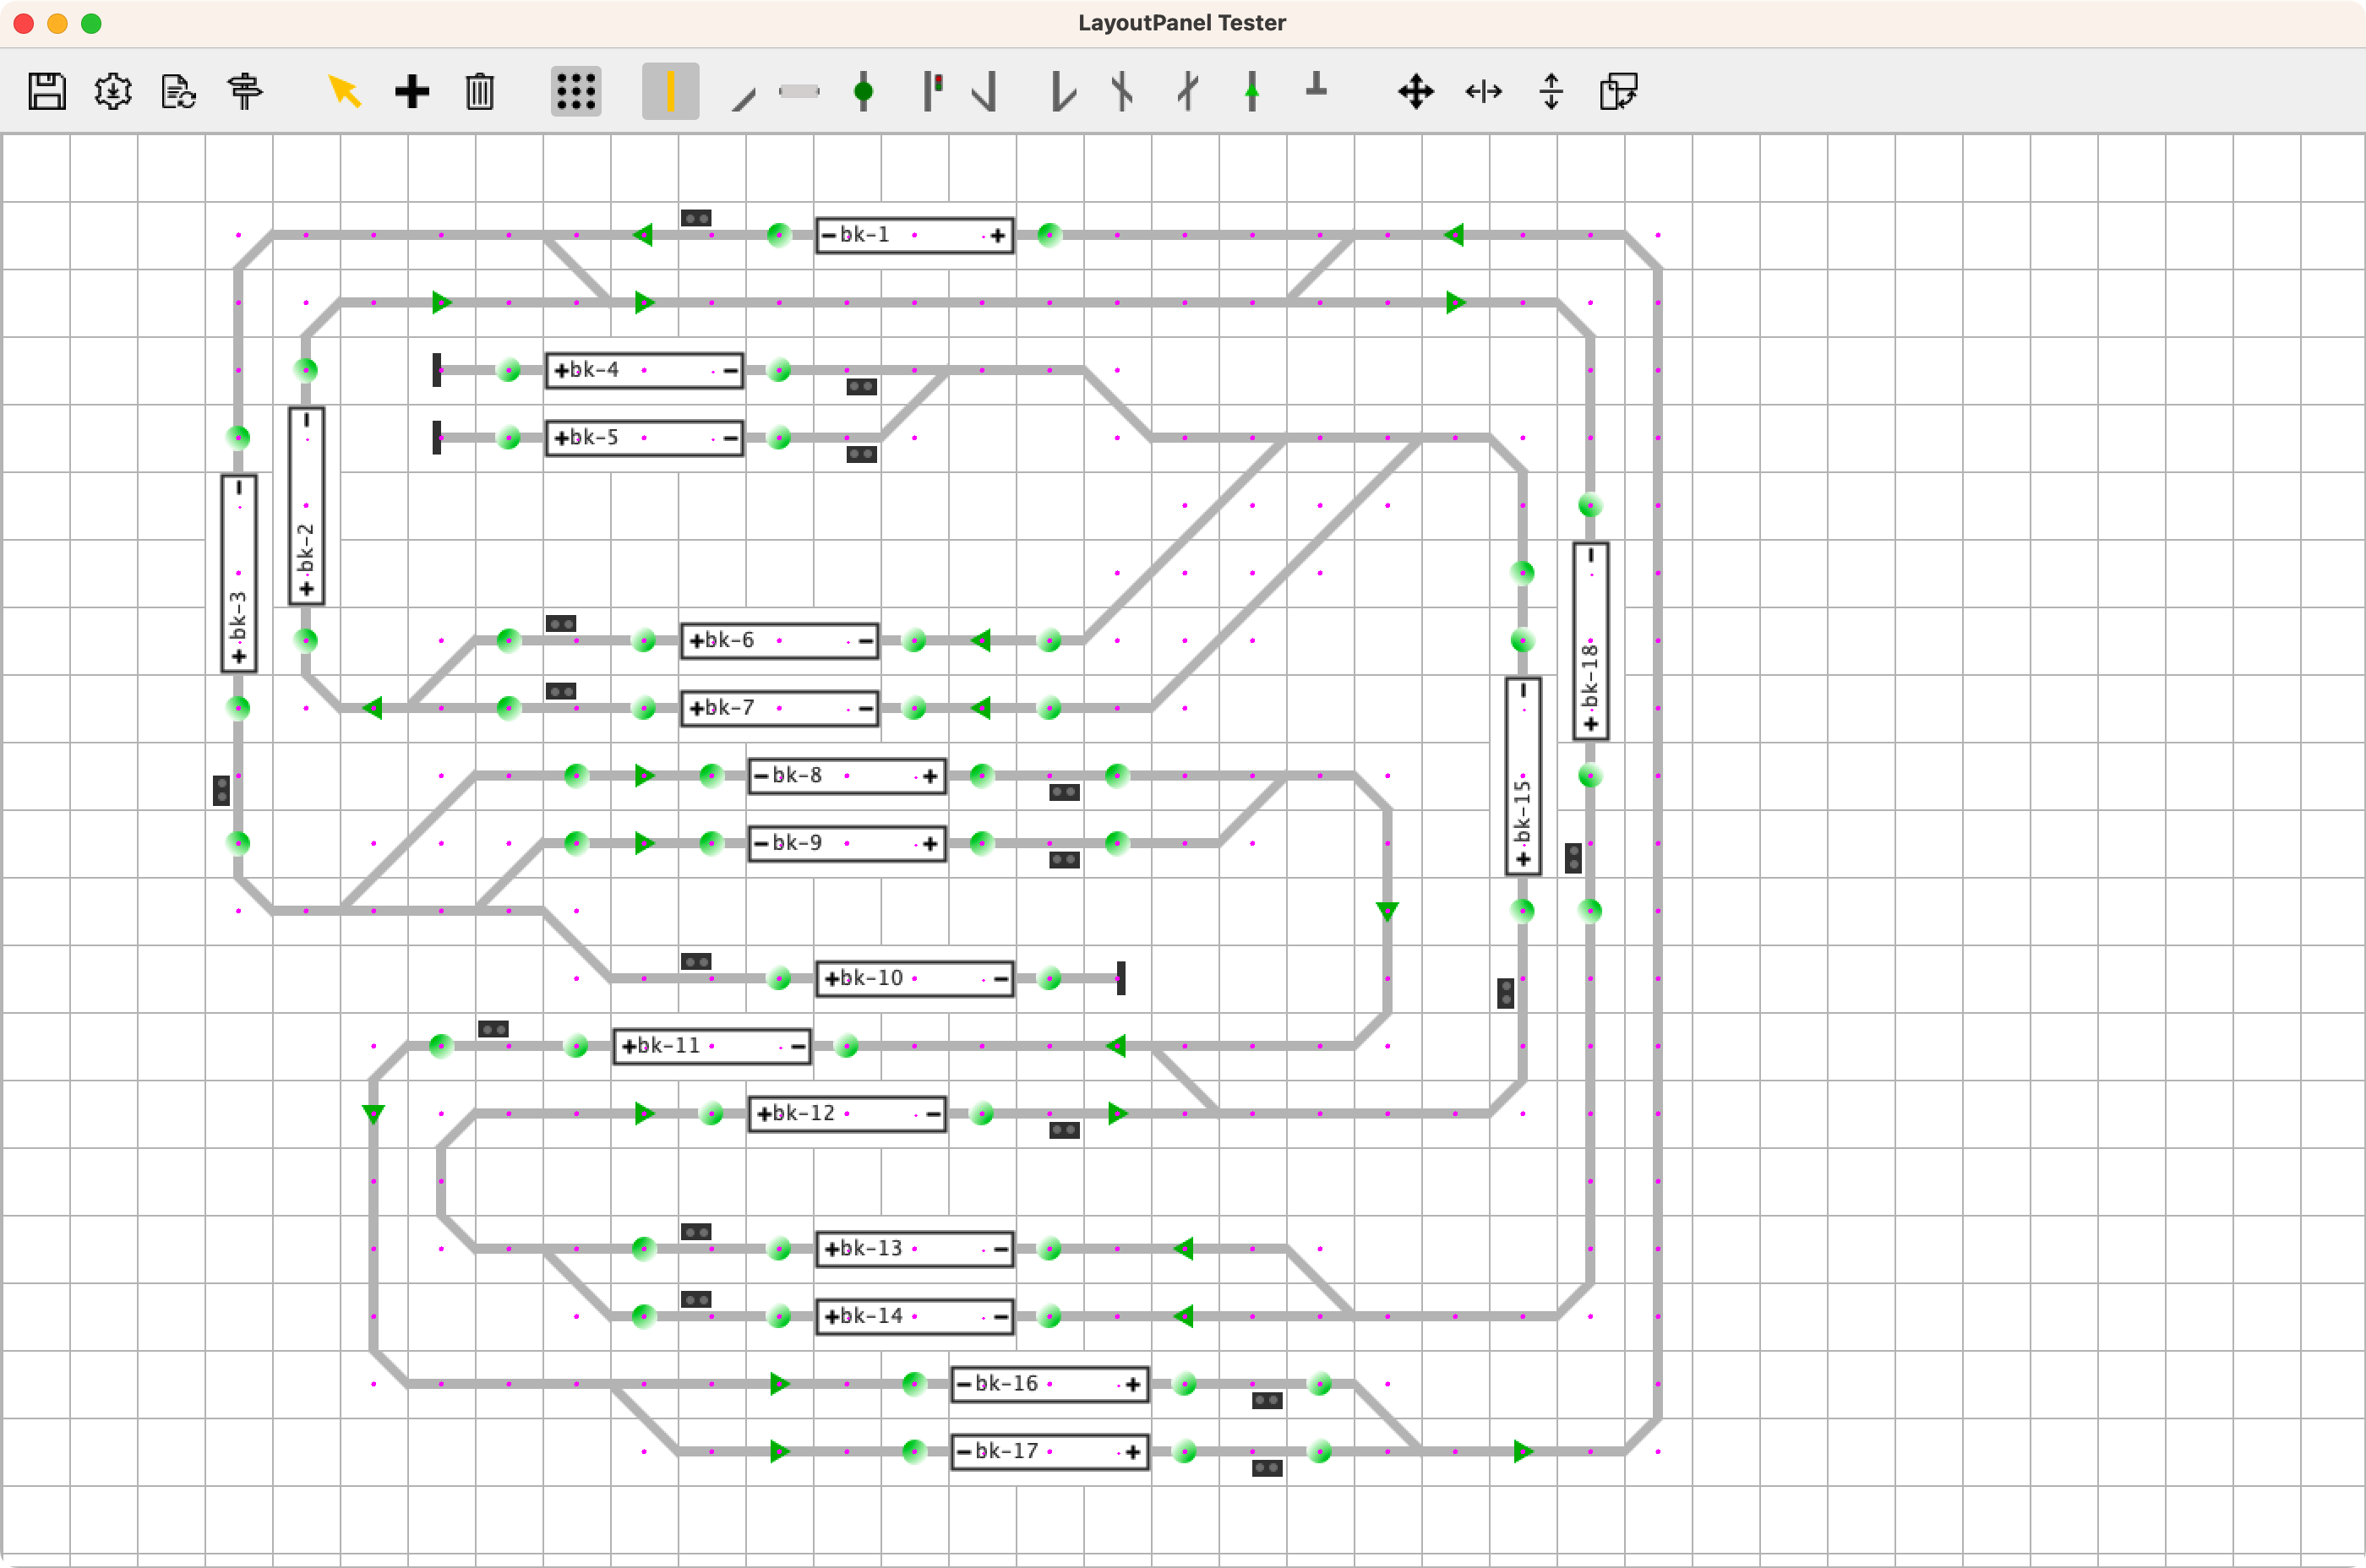 LayoutPanel Tester
- bk-1 +
+bk-4 -
+bk-5 -
- +bk-2
- +bk-3
+bk-6 -
- +bk-18
+bk-7 -
- +bk-15
- bk-8 +
- bk-9 +
+bk-10 -
+bk-11 -
+bk-12 -
+bk-13 -
+bk-14 -
- bk-16 +
- bk-17 +